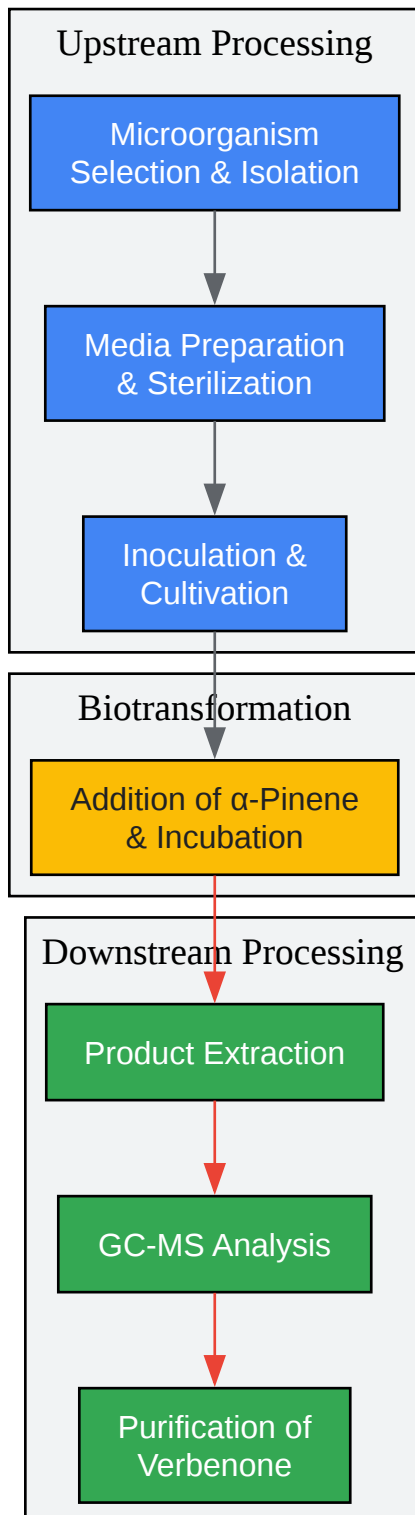 Upstream Processing
Microorganism
Selection & Isolation
Media Preparation
& Sterilization
Inoculation &
Cultivation
Biotransformation
Addition of α-Pinene
& Incubation
Downstream Processing
Product Extraction
GC-MS Analysis
Purification of
Verbenone